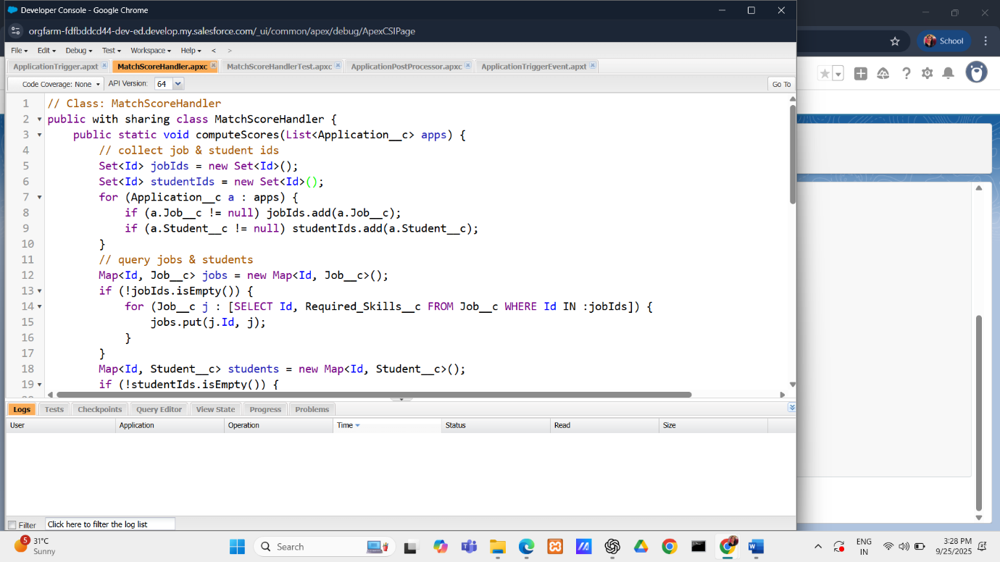 Developer Console - Google Chrome
orgfarm-fdfbddcd44-dev-ed.develop.my.salesforce.com/_ui/common/apex/debug/ApexCSIPage
School
File Edit Debug Test Workspace Help < >
ApplicationTrigger.apxt MatchScoreHandler.apxc MatchScoreHandlerTest.apxc ApplicationPostProcessor.apxc ApplicationTriggerEvent.apxt
Code Coverage: None API Version: 64 Go To
1 // Class: MatchScoreHandler
2 public with sharing class MatchScoreHandler {
3 public static void computeScores(List<Application__c> apps) {
4 // collect job & student ids
5 Set<Id> jobIds = new Set<Id>();
6 Set<Id> studentIds = new Set<Id>();
7 for (Application__c a : apps) {
8 if (a.Job__c != null) jobIds.add(a.Job__c);
9 if (a.Student__c != null) studentIds.add(a.Student__c);
10 }
11 // query jobs & students
12 Map<Id, Job__c> jobs = new Map<Id, Job__c>();
13 if (!jobIds.isEmpty()) {
14 for (Job__c j : [SELECT Id, Required_Skills__c FROM Job__c WHERE Id IN :jobIds]) {
15 jobs.put(j.Id, j);
16 }
17 }
18 Map<Id, Student__c> students = new Map<Id, Student__c>();
19 if (!studentIds.isEmpty()) {
Logs Tests Checkpoints Query Editor View State Progress Problems
User Application Operation Time Status Read Size
Filter Click here to filter the log list
5 31°C
Sunny
Search
ENG
IN
3:28 PM
9/25/2025